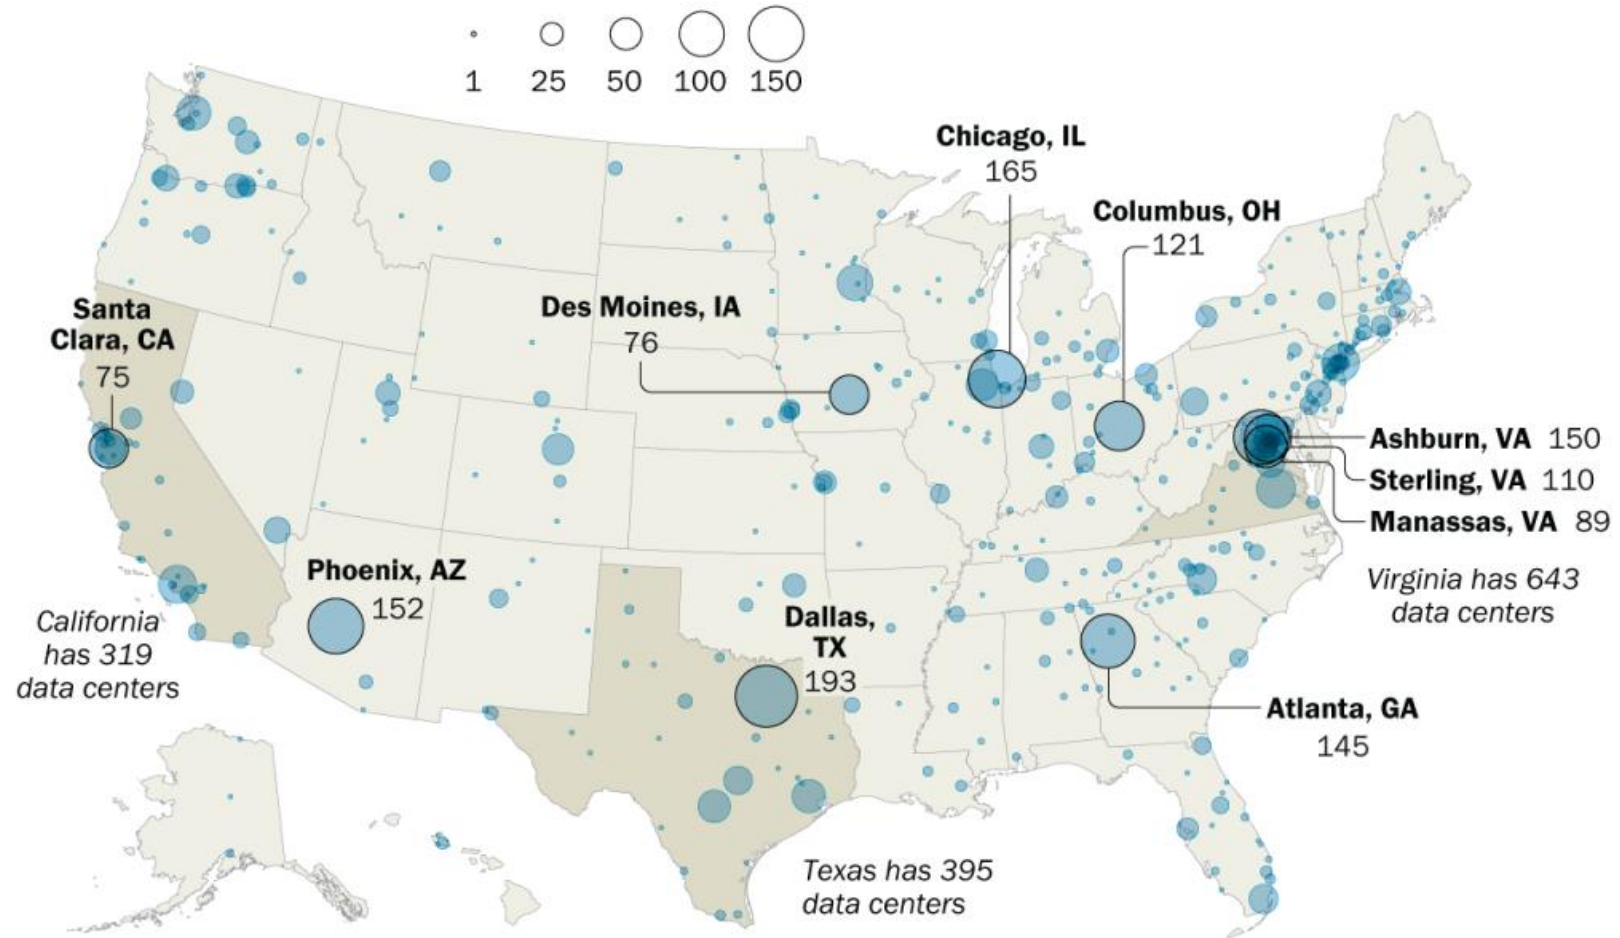 1 25 50 100 150
Chicago, IL
165
Columbus, OH
121
Santa
Clara, CA
75
Des Moines, IA
76
Ashburn, VA 150
Sterling, VA 110
Manassas, VA 89
Virginia has 643
data centers
Phoenix, AZ
152
California
has 319
data centers
Dallas,
TX
193
Atlanta, GA
145
Texas has 395
data centers